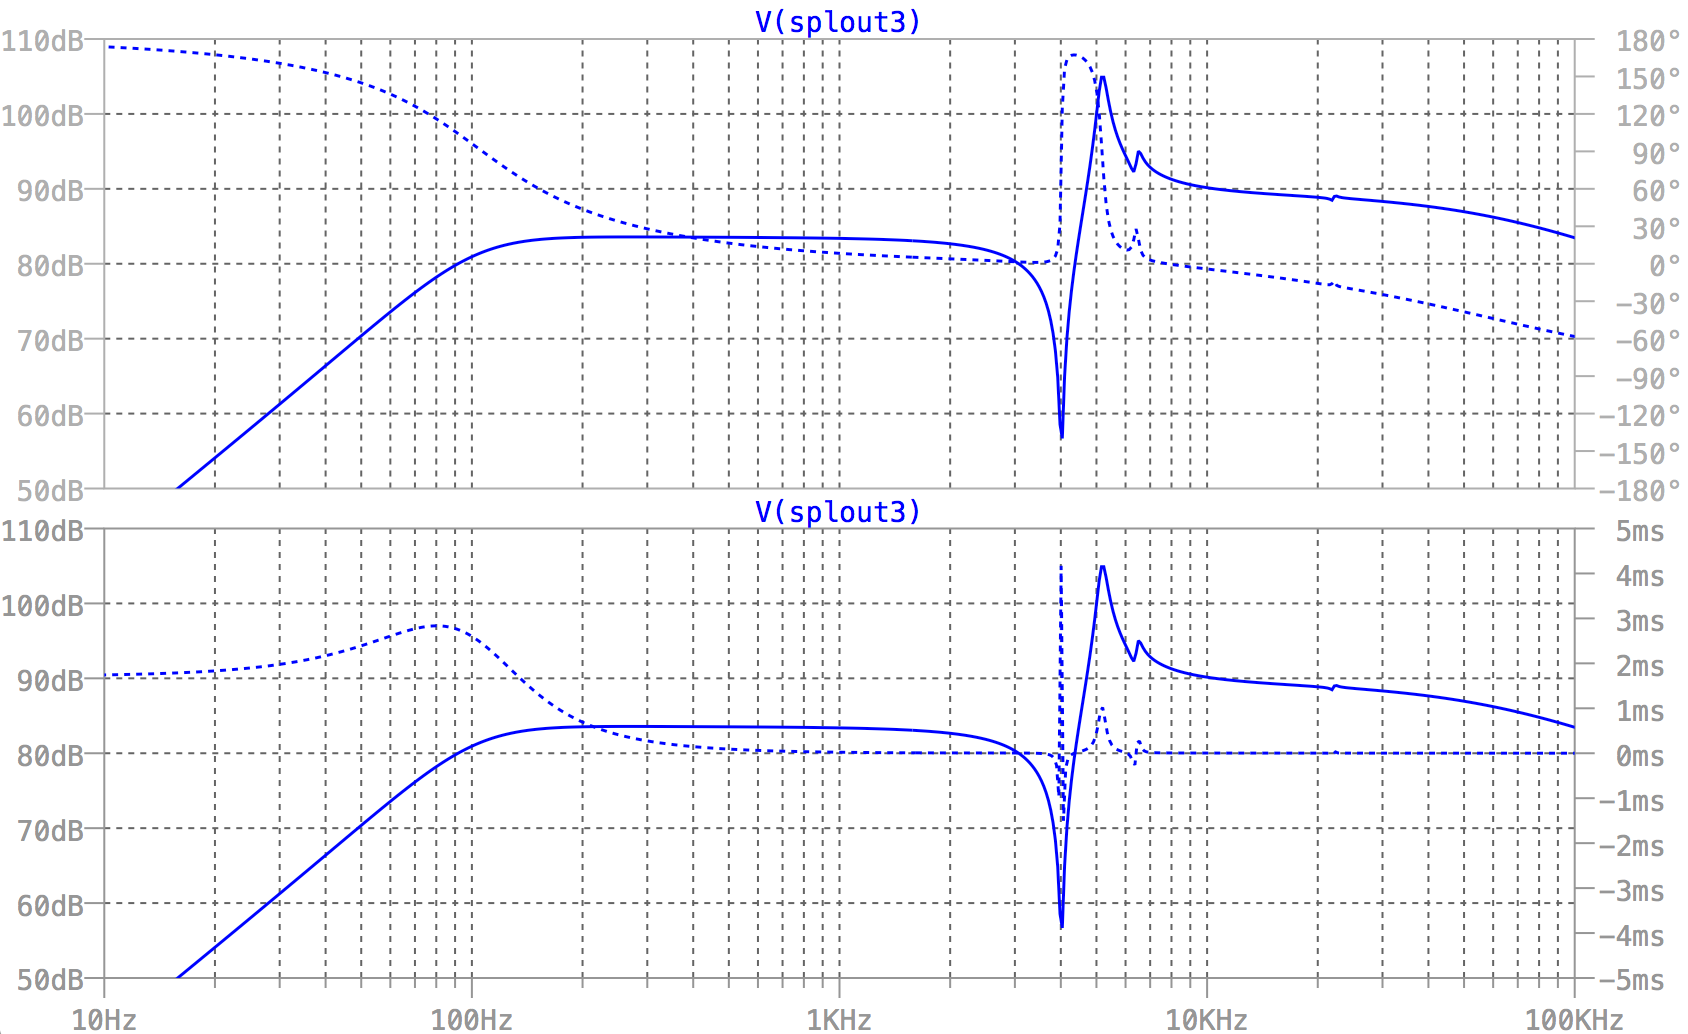 V(splout3)
110dB 180°
150°
100dB 120°
90°
90dB 60°
30°
80dB 0°
-30°
70dB -60°
-90°
60dB -120°
-150°
50dB -180°
V(splout3)
110dB 5ms
4ms
100dB
3ms
90dB 2ms
1ms
80dB 0ms
-1ms
70dB
-2ms
60dB -3ms
-4ms
50dB -5ms
10Hz 100Hz 1KHz 10KHz 100KHz